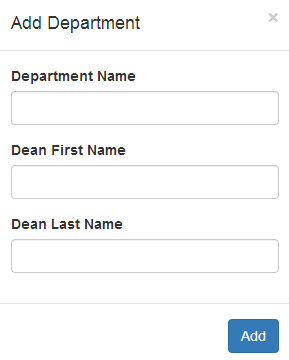 Add Department
×
Department Name
Dean First Name
Dean Last Name
Add